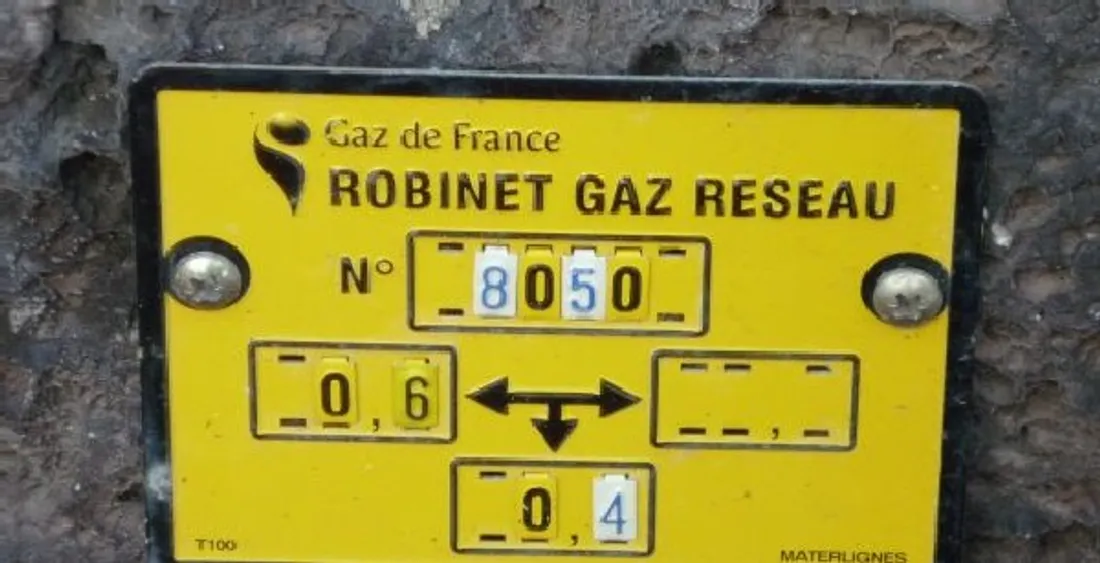 Gaz de France
ROBINET GAZ RESEAU
N° 8050
0,6 ,
0,4
T100
MATERLIGNES